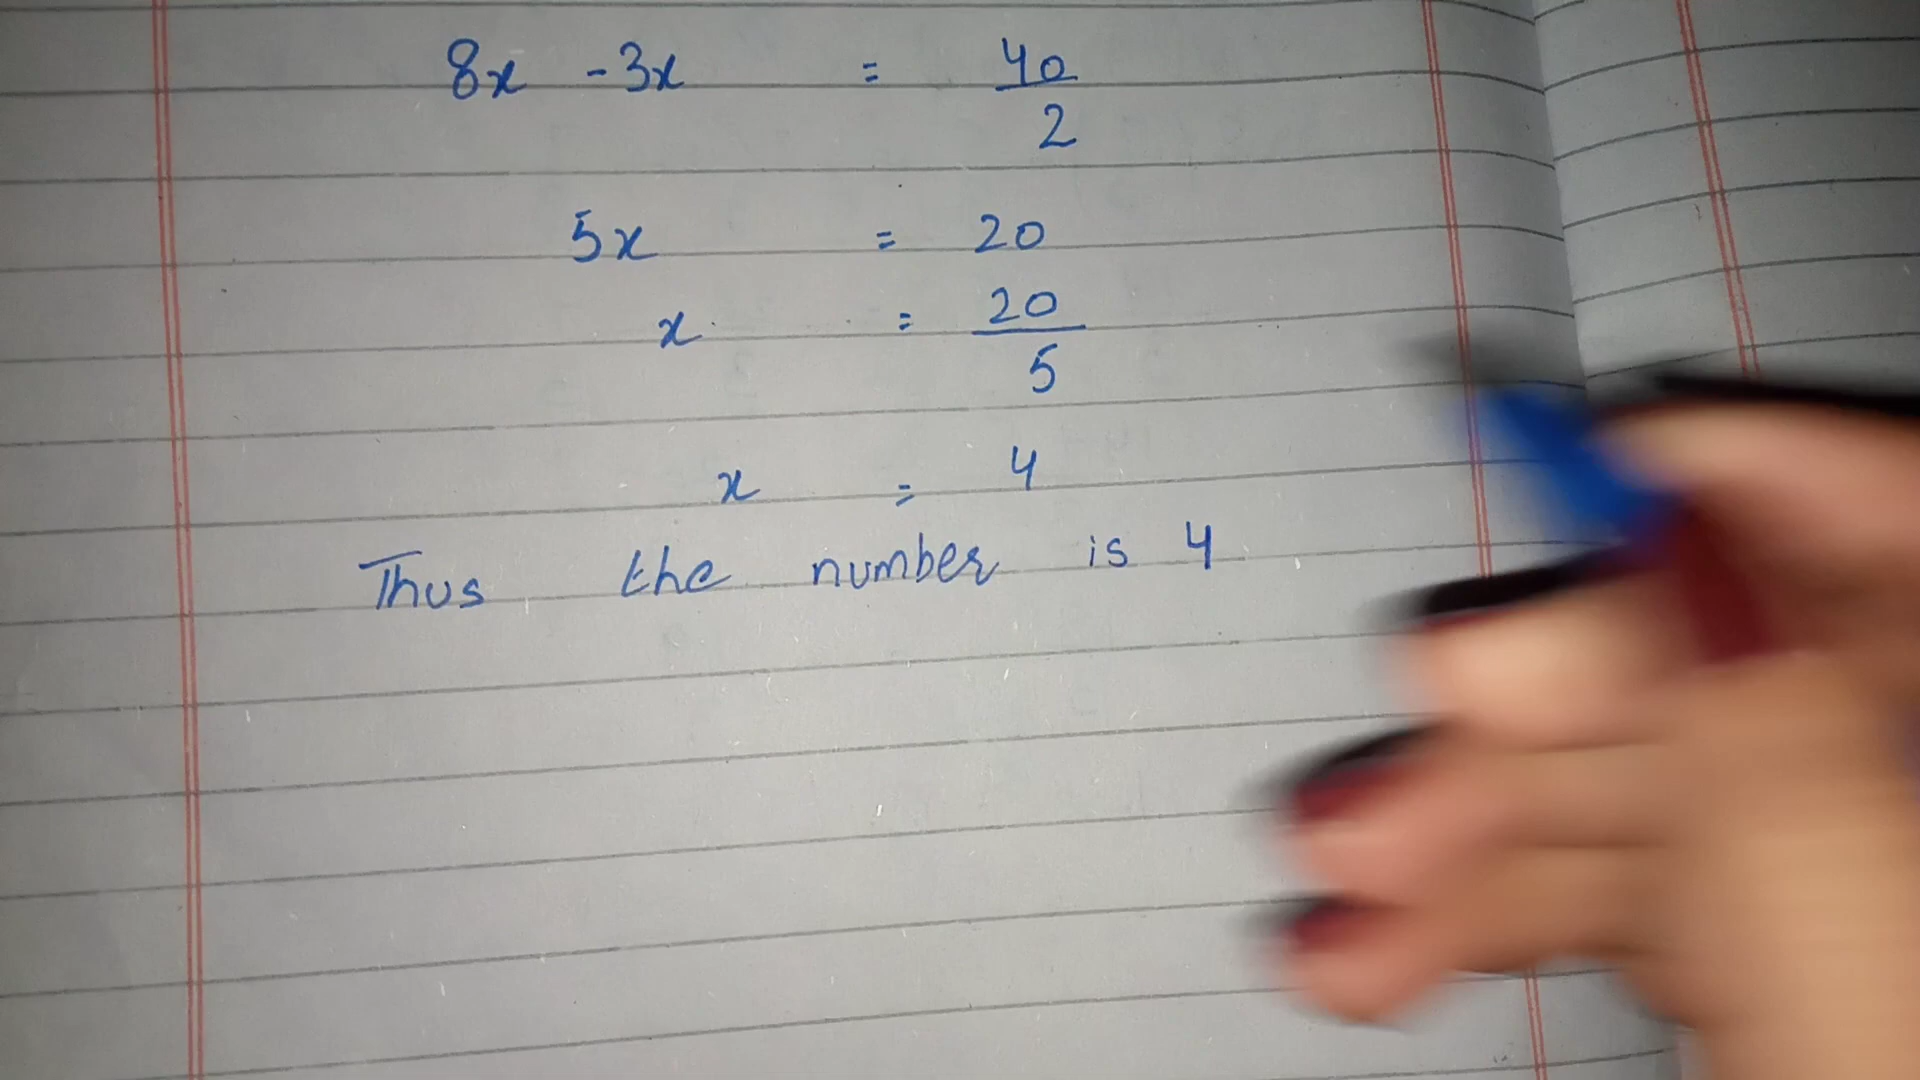 8x - 3x = 40/2
5x = 20
x = 20/5
x = 4
Thus the number is 4